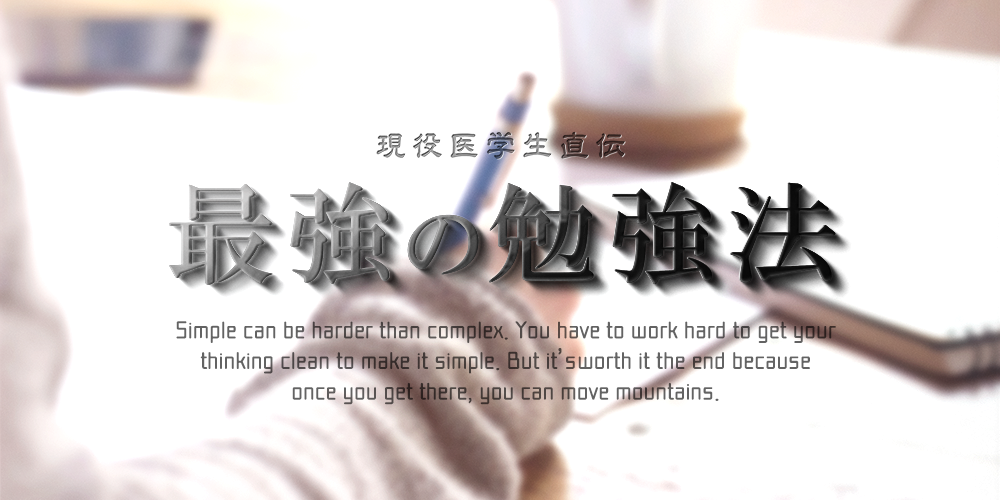 現役医学生直伝
最強の勉強法
Simple can be harder than complex. You have to work hard to get your
thinking clean to make it simple. But it'sworth it the end because
once you get there, you can move mountains.